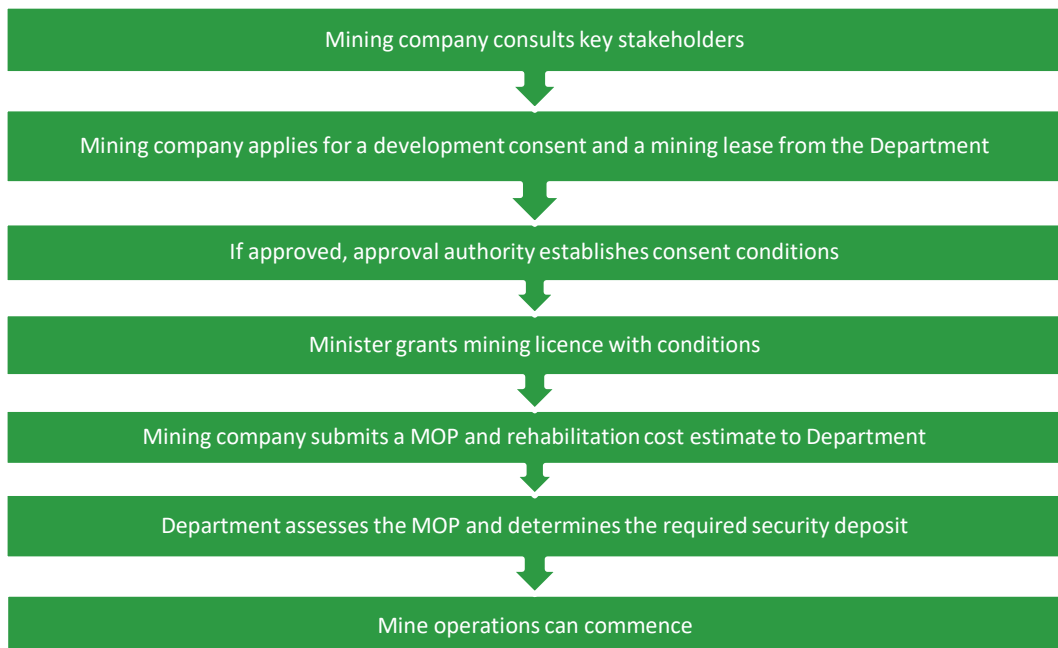 Mining company consults key stakeholders
Mining company applies for a development consent and a mining lease from the Department
If approved, approval authority establishes consent conditions
Minister grants mining licence with conditions
Mining company submits a MOP and rehabilitation cost estimate to Department
Department assesses the MOP and determines the required security deposit
Mine operations can commence